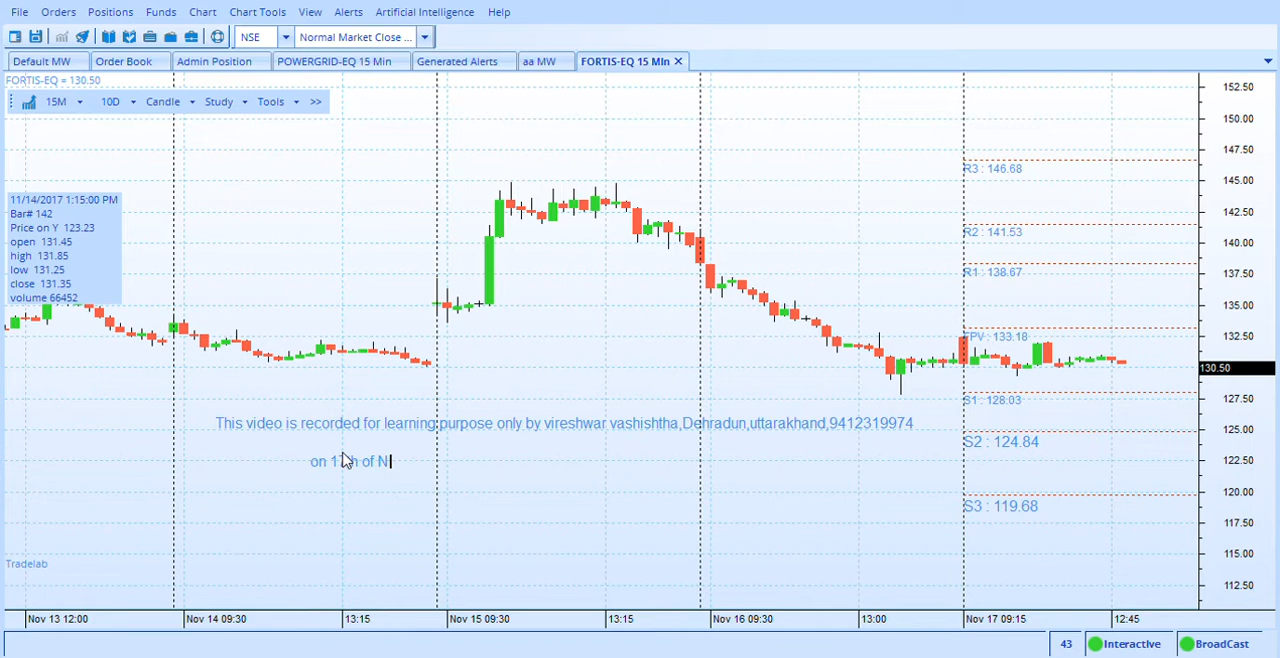 File Orders Positions Funds Chart Chart Tools View Alerts Artificial Intelligence Help
NSE Normal Market Close ...
Default MW Order Book Admin Position POWERGRID-EQ 15 Min Generated Alerts aa MW FORTIS-EQ 15 Min
FORTIS-EQ = 130.50
15M 10D Candle Study Tools >>
11/14/2017 1:15:00 PM
Bar# 142
Price on Y 123.23
open 131.45
high 131.85
low 131.25
close 131.35
volume 66452
152.50
150.00
147.50
145.00
142.50
140.00
137.50
135.00
132.50
130.50
127.50
125.00
122.50
120.00
117.50
115.00
112.50
R3 : 146.68
R2 : 141.53
R1 : 138.67
FPV : 133.18
S1 : 128.03
S2 : 124.84
S3 : 119.68
This video is recorded for learning purpose only by vireshwar vashishtha,Dehradun,uttarakhand,9412319974
on of N
Tradelab
Nov 13 12:00 Nov 14 09:30 13:15 Nov 15 09:30 13:15 Nov 16 09:30 13:00 Nov 17 09:15 12:45
43 Interactive BroadCast